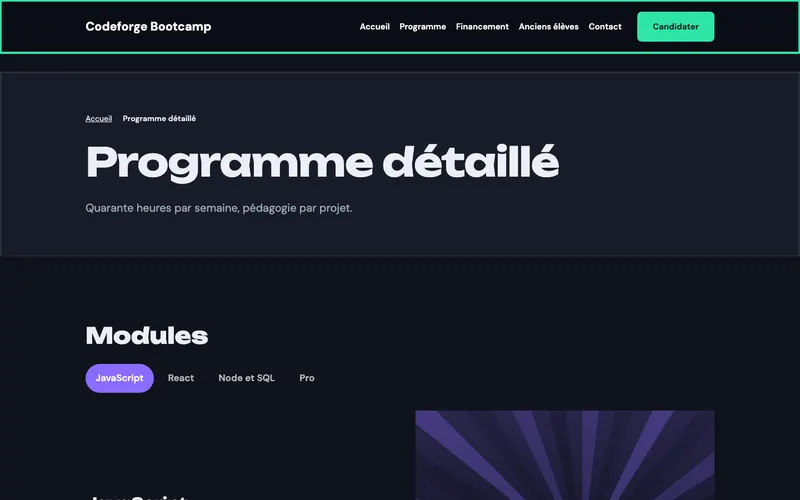 Codeforge Bootcamp
Accueil Programme Financement Anciens élèves Contact Candidater
Accueil Programme détaillé
Programme détaillé
Quarante heures par semaine, pédagogie par projet.
Modules
JavaScript React Node et SQL Pro
JavaScript